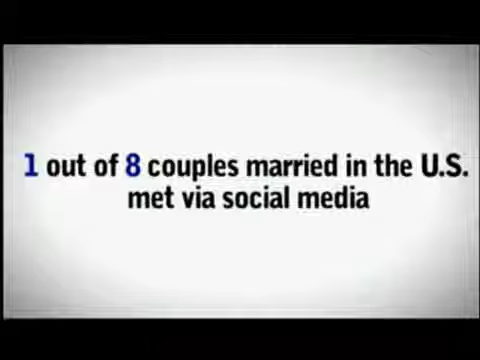 1 out of 8 couples married in the U.S.
met via social media